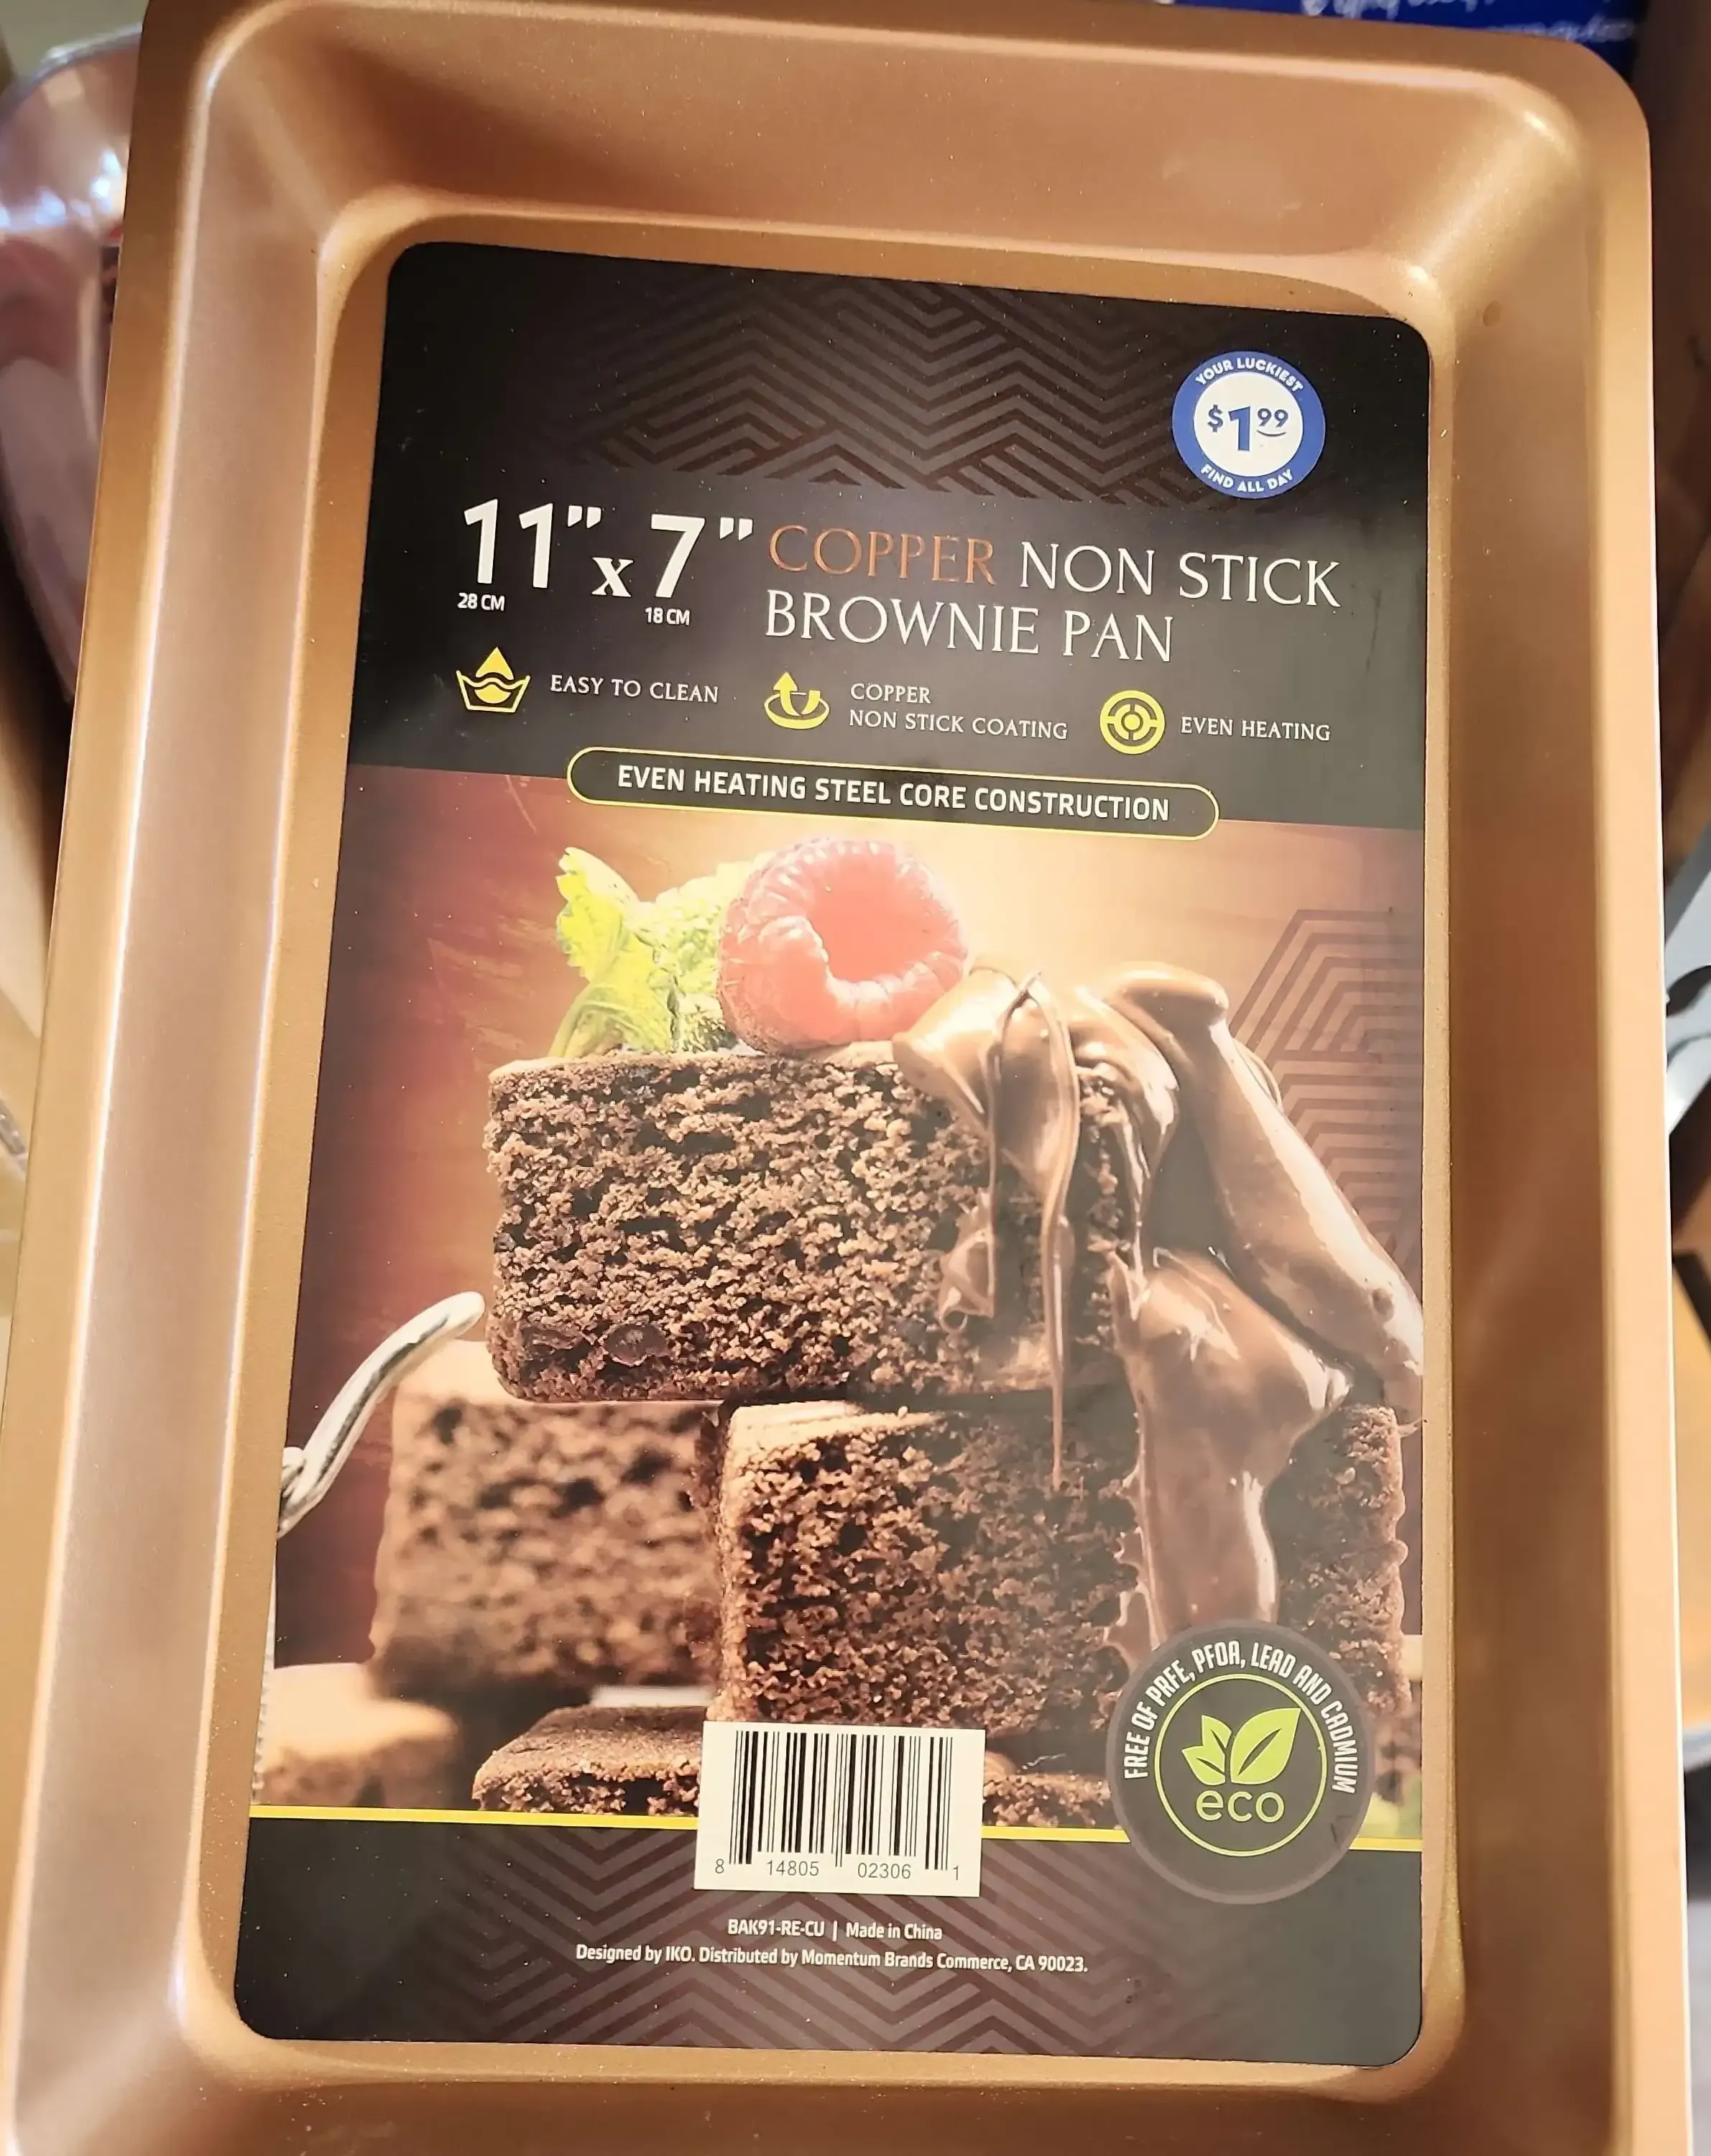 YOUR LUCKIEST
$1.99
FIND ALL DAY
11" x 7"
28 CM
18 CM
COPPER NON STICK
BROWNIE PAN
EASY TO CLEAN
COPPER
NON STICK COATING
EVEN HEATING
EVEN HEATING STEEL CORE CONSTRUCTION
FREE OF PRFE, PFOA, LEAD AND CADMIUM
eco
8 14805 02306 1
BAK91-RE-CU | Made in China
Designed by IKO. Distributed by Momentum Brands Commerce, CA 90023.